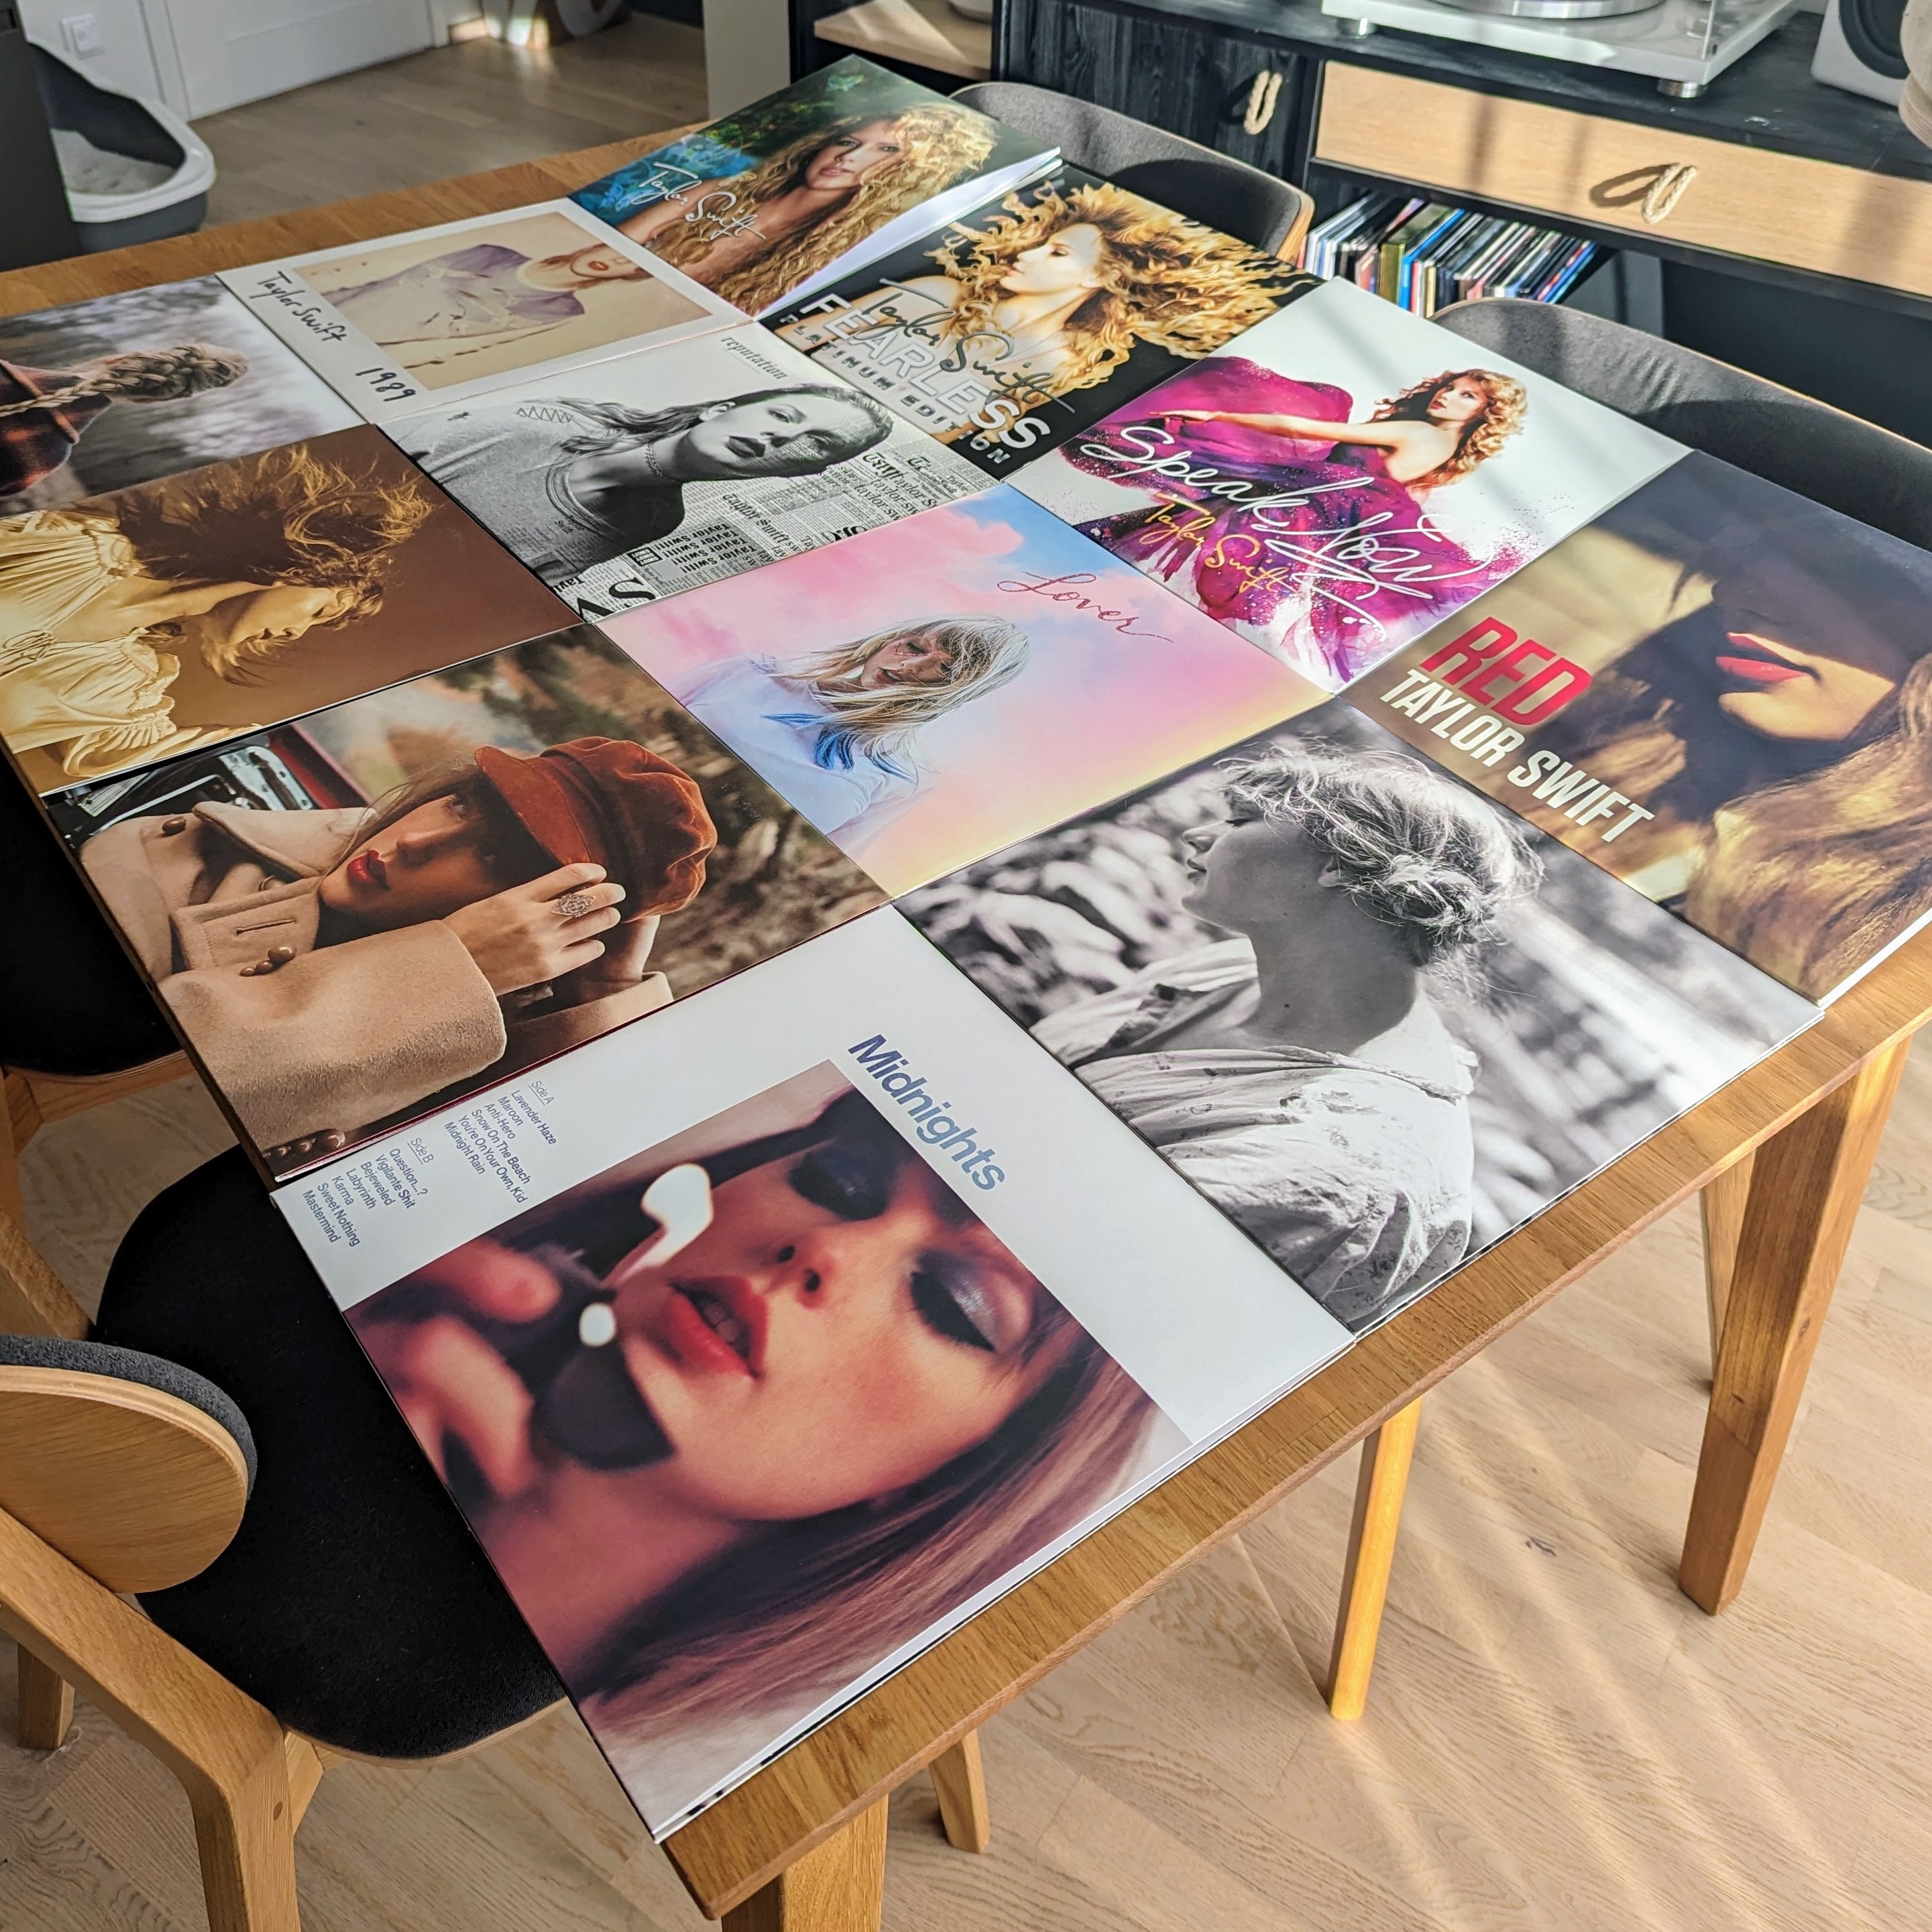 Taylor Swift
Taylor Swift
1989
reputation
Taylor Swift
FEARLESS
PLATINUM EDITION
Speak Now
Taylor Swift
Lover
RED
TAYLOR SWIFT
Midnights
Side A
Lavender Haze
Maroon
Anti-Hero
Snow On The Beach
You're On Your Own, Kid
Midnight Rain
Side B
Question...?
Vigilante Shit
Bejeweled
Labyrinth
Karma
Sweet Nothing
Mastermind